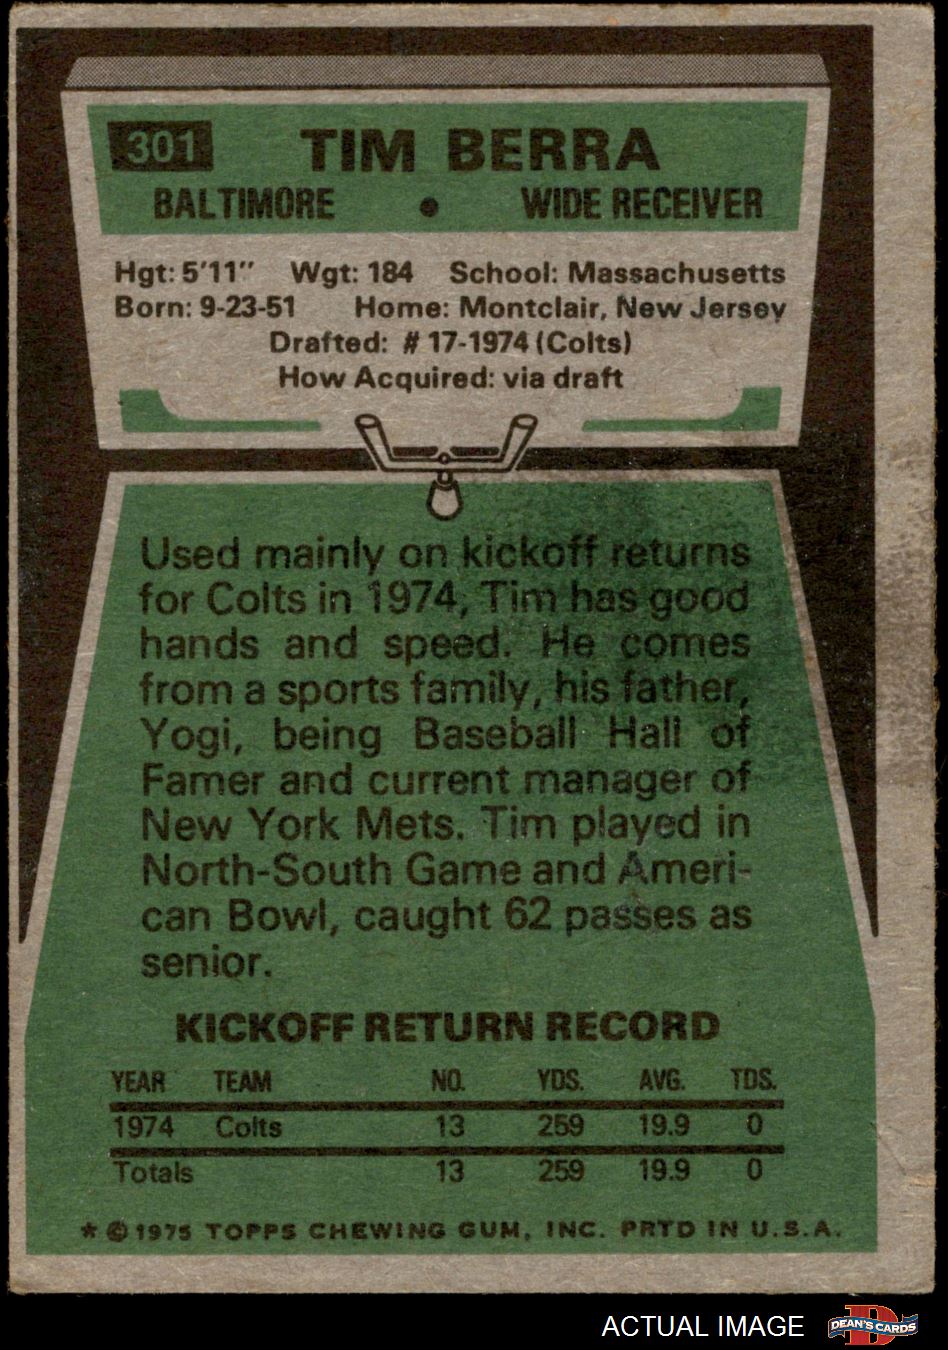 301 TIM BERRA
BALTIMORE • WIDE RECEIVER
Hgt: 5'11" Wgt: 184 School: Massachusetts
Born: 9-23-51 Home: Montclair, New Jersey
Drafted: # 17-1974 (Colts)
How Acquired: via draft
Used mainly on kickoff returns
for Colts in 1974, Tim has good
hands and speed. He comes
from a sports family, his father,
Yogi, being Baseball Hall of
Famer and current manager of
New York Mets. Tim played in
North-South Game and Ameri-
can Bowl, caught 62 passes as
senior.
KICKOFF RETURN RECORD
YEAR TEAM NO. YDS. AVG. TDS.
1974 Colts 13 259 19.9 0
Totals 13 259 19.9 0
* © 1975 TOPPS CHEWING GUM, INC. PRTD IN U.S.A.
ACTUAL IMAGE D DEAN'S CARDS